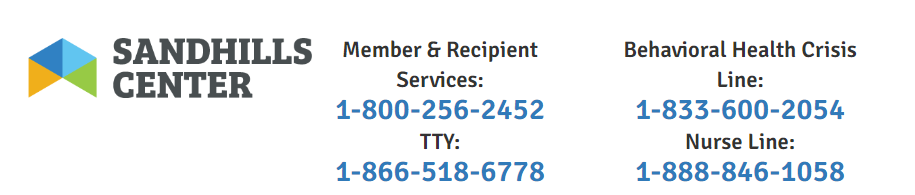 SANDHILLS
CENTER
Member & Recipient
Services:
1-800-256-2452
TTY:
1-866-518-6778
Behavioral Health Crisis
Line:
1-833-600-2054
Nurse Line:
1-888-846-1058